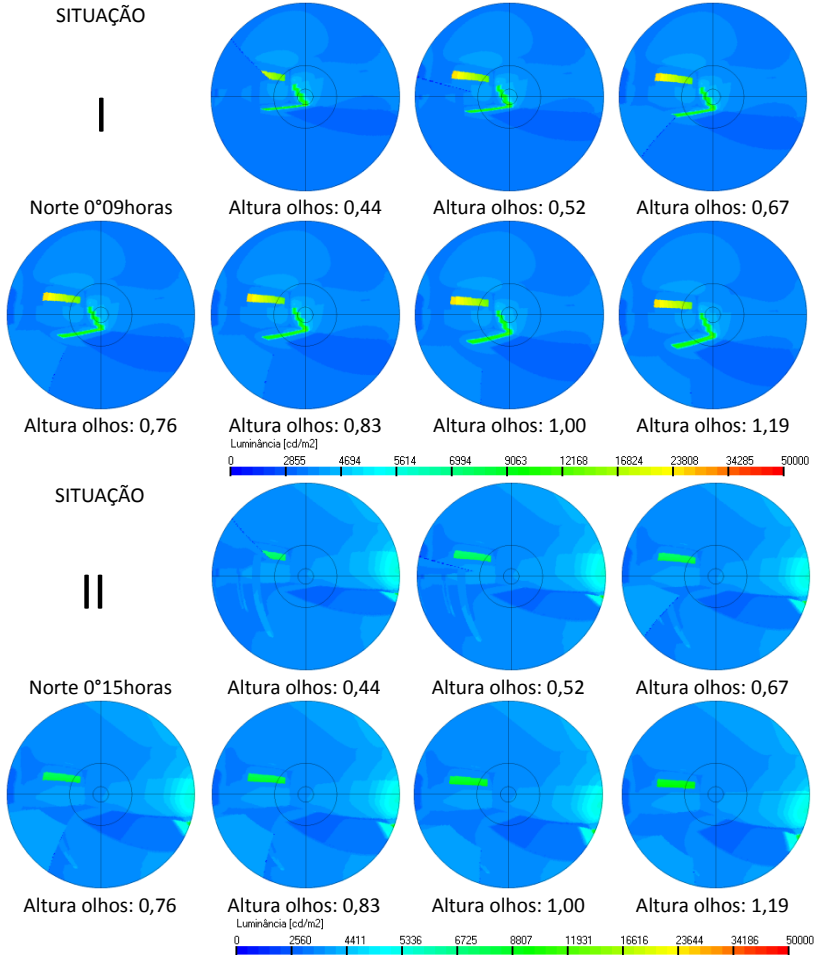 SITUAÇÃO
I
Norte 0°09horas
Altura olhos: 0,44
Altura olhos: 0,52
Altura olhos: 0,67
Altura olhos: 0,76
Altura olhos: 0,83
Altura olhos: 1,00
Altura olhos: 1,19
Luminância [cd/m2]
0 2855 4694 5614 6994 9063 12168 16824 23808 34285 50000
SITUAÇÃO
II
Norte 0°15horas
Altura olhos: 0,44
Altura olhos: 0,52
Altura olhos: 0,67
Altura olhos: 0,76
Altura olhos: 0,83
Altura olhos: 1,00
Altura olhos: 1,19
Luminância [cd/m2]
0 2560 4411 5336 6725 8807 11931 16616 23644 34186 50000